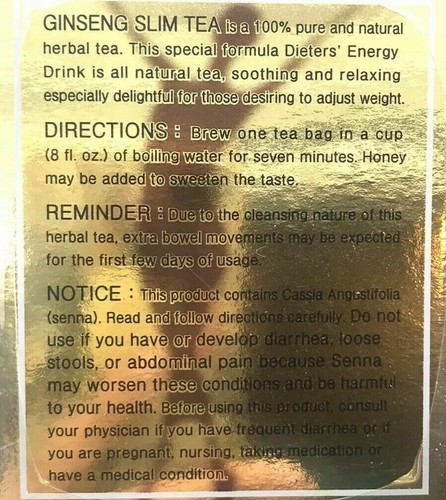 GINSENG SLIM TEA is a 100% pure and natural
herbal tea. This special formula Dieters' Energy
Drink is all natural tea, soothing and relaxing
especially delightful for those desiring to adjust weight.
DIRECTIONS : Brew one tea bag in a cup
(8 fl. oz.) of boiling water for seven minutes. Honey
may be added to sweeten the taste.
REMINDER : Due to the cleansing nature of this
herbal tea, extra bowel movements may be expected
for the first few days of usage.
NOTICE : This product contains Cassia Angustifolia
(senna). Read and follow directions carefully. Do not
use if you have or develop diarrhea, loose
stools, or abdominal pain because Senna
may worsen these conditions and be harmful
to your health. Before using this product, consult
your physician if you have frequent diarrhea or if
you are pregnant, nursing, taking medication or
have a medical condition.